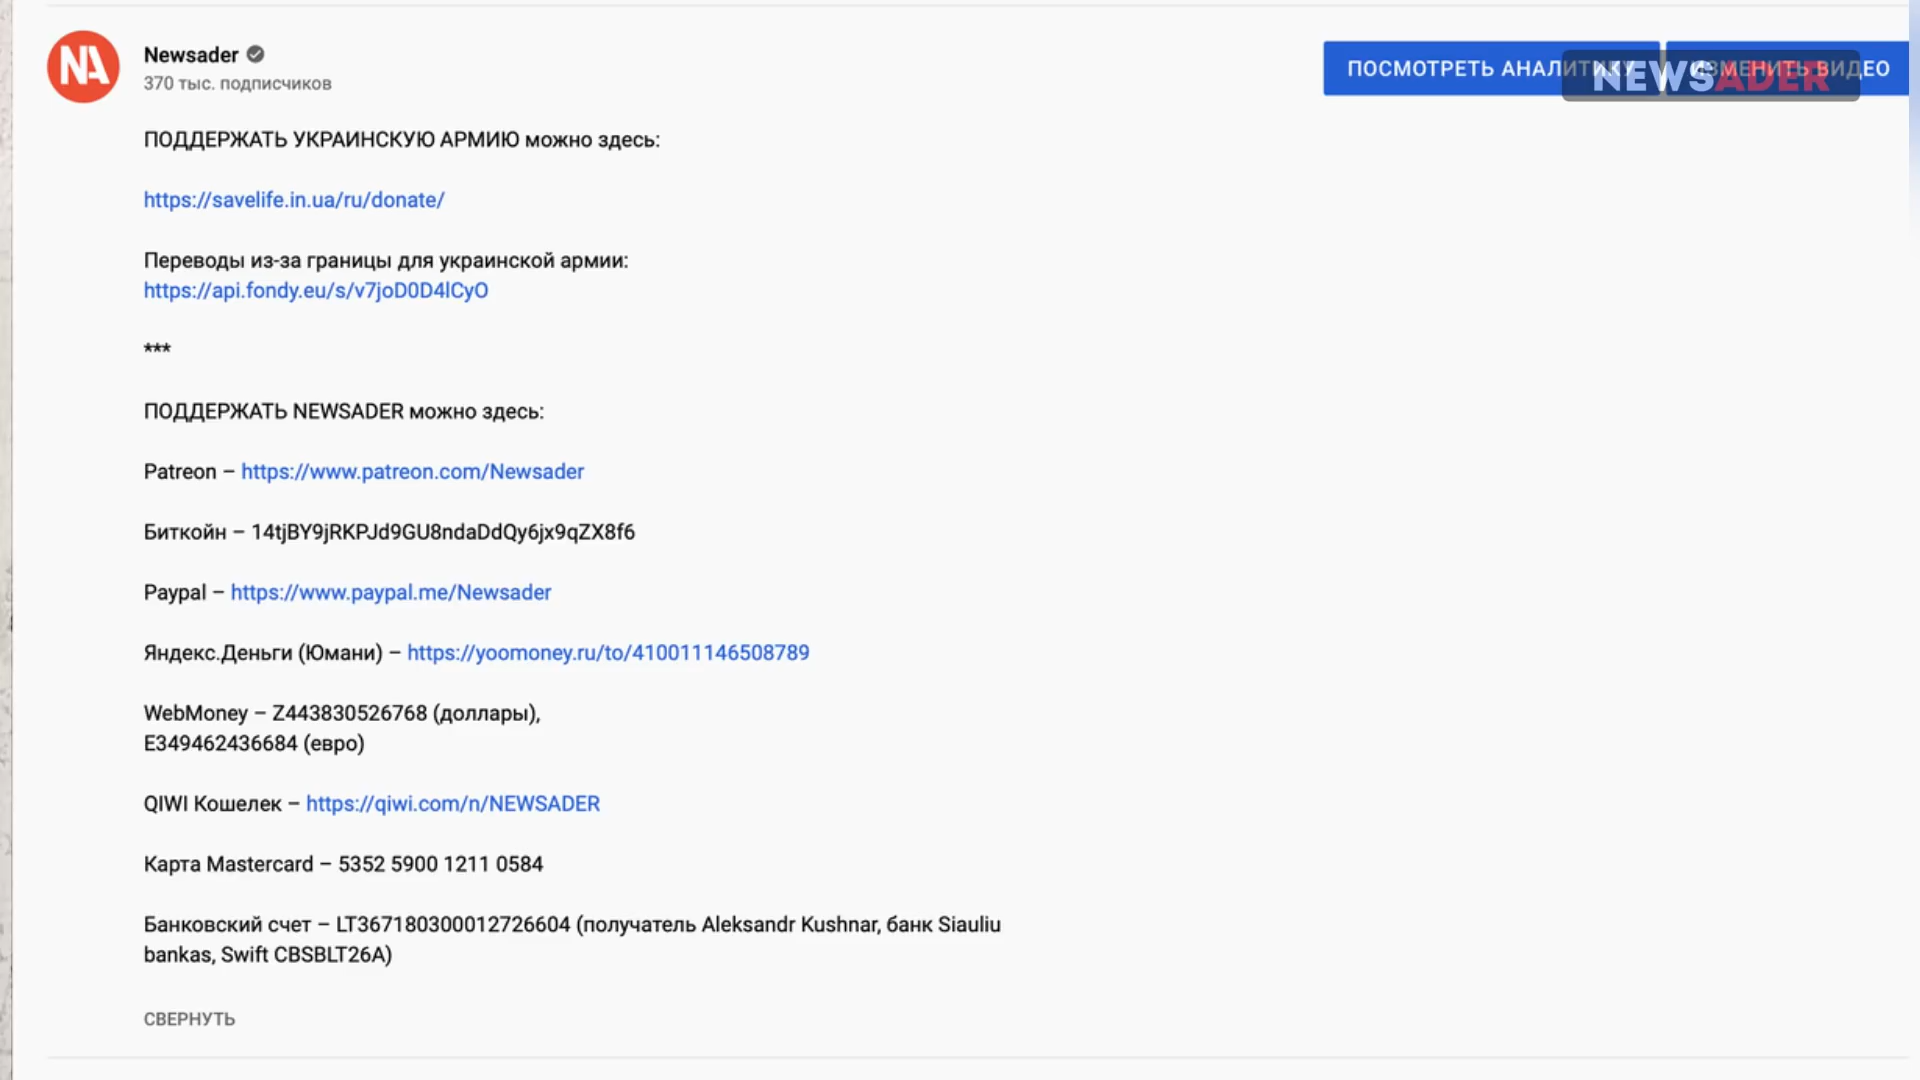 NA
Newsader
370 тыс. подписчиков
ПОСМОТРЕТЬ АНАЛИТИКУ
ИЗМЕНИТЬ ВИДЕО
NEWSADER
ПОДДЕРЖАТЬ УКРАИНСКУЮ АРМИЮ можно здесь:
https://savelife.in.ua/ru/donate/
Переводы из-за границы для украинской армии:
https://api.fondy.eu/s/v7joD0D4lCyO
***
ПОДДЕРЖАТЬ NEWSADER можно здесь:
Patreon – https://www.patreon.com/Newsader
Биткойн – 14tjBY9jRKPJd9GU8ndaDdQy6jx9qZX8f6
Paypal – https://www.paypal.me/Newsader
Яндекс.Деньги (Юмани) – https://yoomoney.ru/to/410011146508789
WebMoney – Z443830526768 (доллары),
E349462436684 (евро)
QIWI Кошелек – https://qiwi.com/n/NEWSADER
Карта Mastercard – 5352 5900 1211 0584
Банковский счет – LT367180300012726604 (получатель Aleksandr Kushnar, банк Siauliu
bankas, Swift CBSBLT26A)
СВЕРНУТЬ